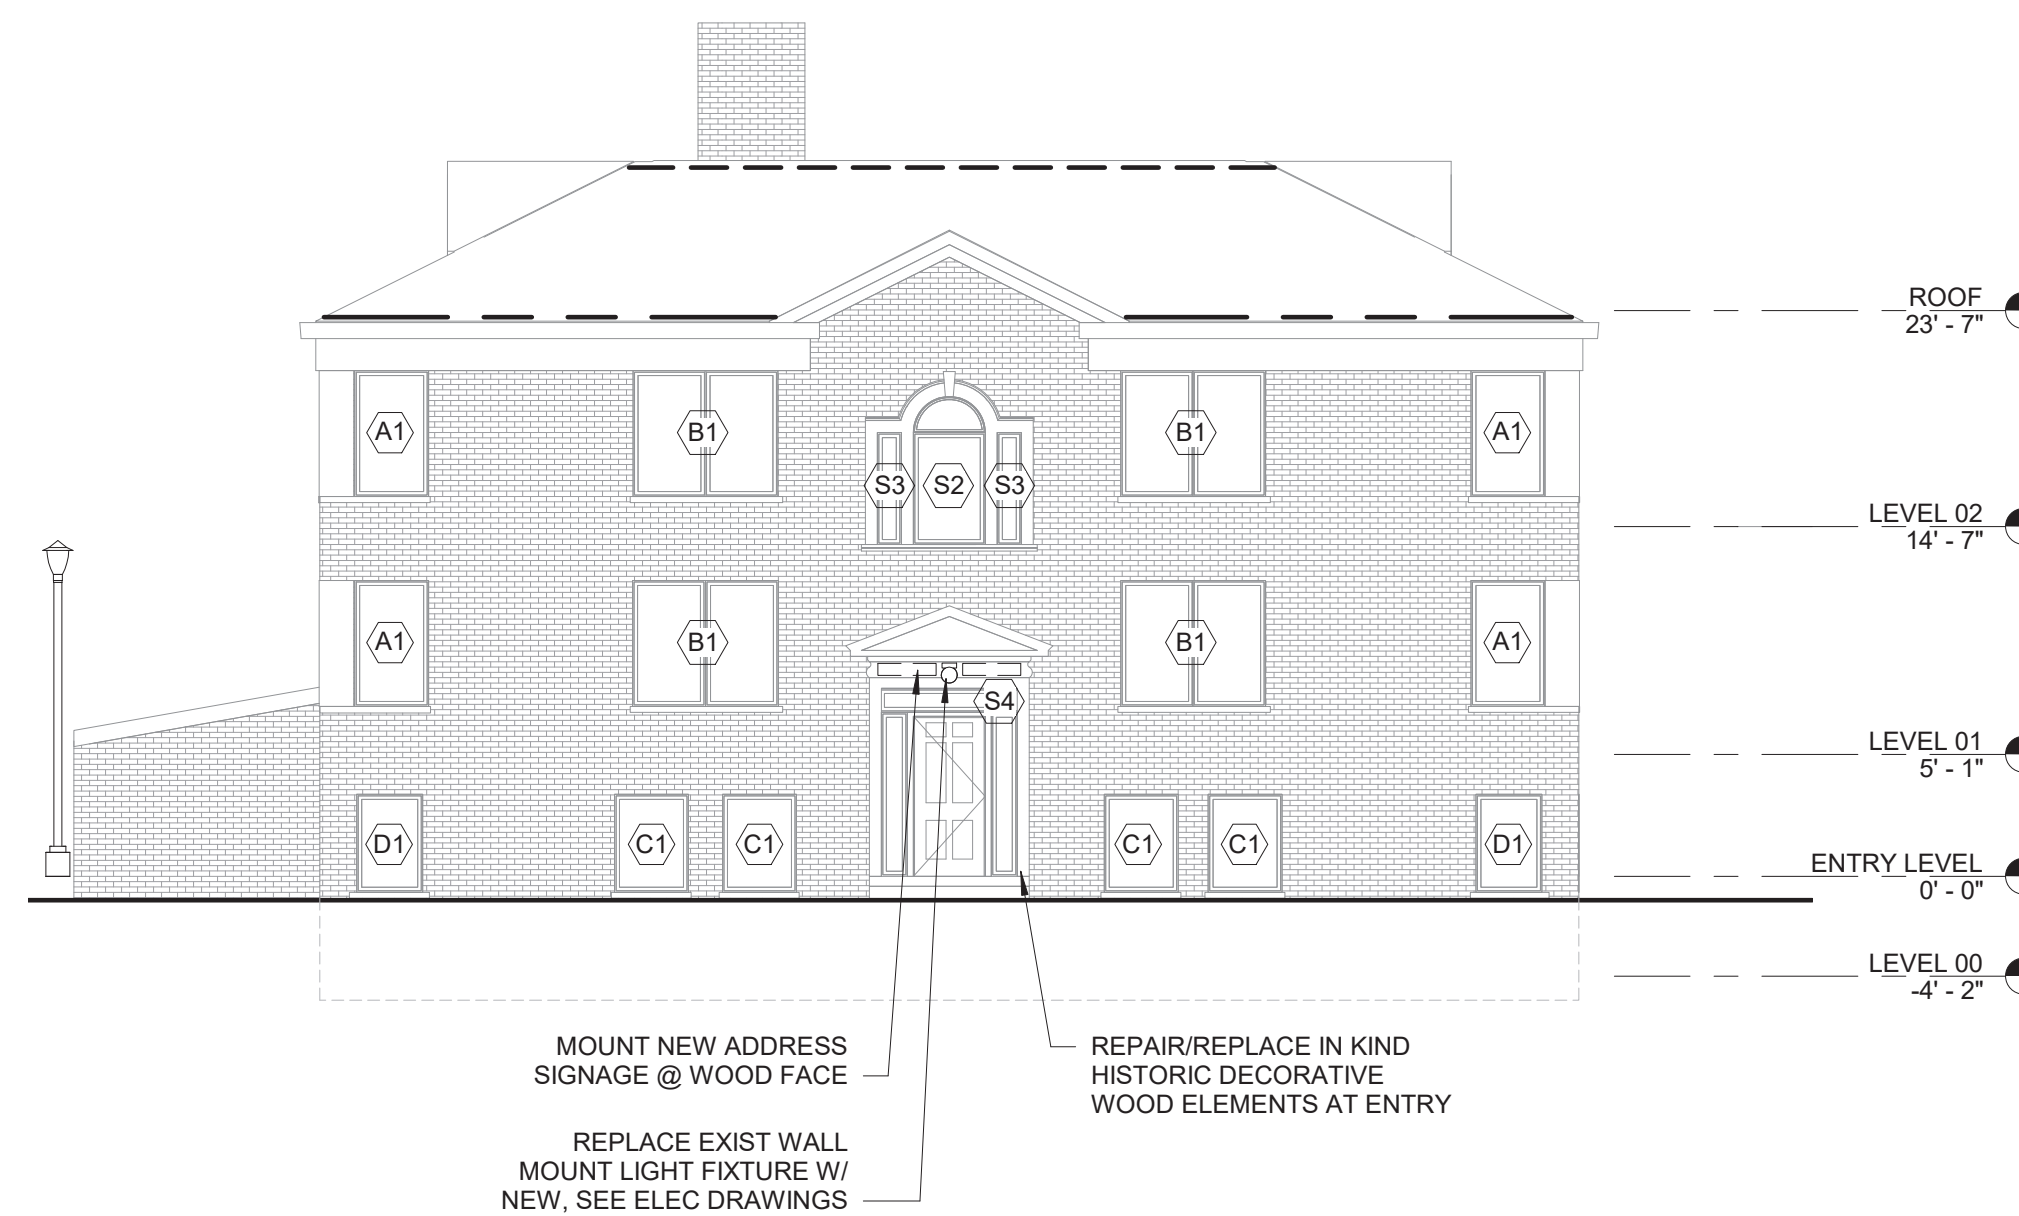 ROOF
23' - 7"
A1
B1
B1
A1
S3
S2
S3
LEVEL 02
14' - 7"
A1
B1
B1
A1
S4
LEVEL 01
5' - 1"
D1
C1
C1
C1
C1
D1
ENTRY LEVEL
0' - 0"
LEVEL 00
-4' - 2"
MOUNT NEW ADDRESS
SIGNAGE @ WOOD FACE
REPAIR/REPLACE IN KIND
HISTORIC DECORATIVE
WOOD ELEMENTS AT ENTRY
REPLACE EXIST WALL
MOUNT LIGHT FIXTURE W/
NEW, SEE ELEC DRAWINGS